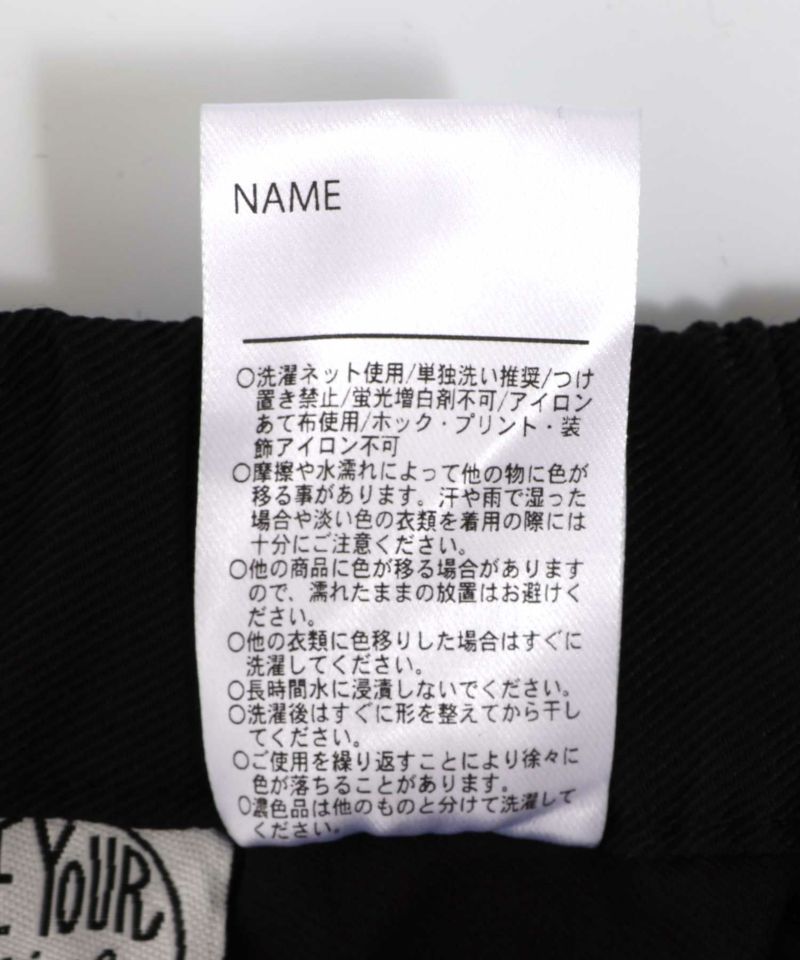 NAME
○洗濯ネット使用/単独洗い推奨/つけ
置き禁止/蛍光増白剤不可/アイロン
あて布使用/ホック・プリント・装
飾アイロン不可
○摩擦や水濡れによって他の物に色が
移る事があります。汗や雨で湿った
場合や淡い色の衣類を着用の際には
十分にご注意ください。
○他の商品に色が移る場合があります
ので、濡れたままの放置はお避けく
ださい。
○他の衣類に色移りした場合はすぐに
洗濯してください。
○長時間水に浸漬しないでください。
○洗濯後はすぐに形を整えてから干し
てください。
○ご使用を繰り返すことにより徐々に
色が落ちることがあります。
○濃色品は他のものと分けて洗濯して
ください。
YOUR